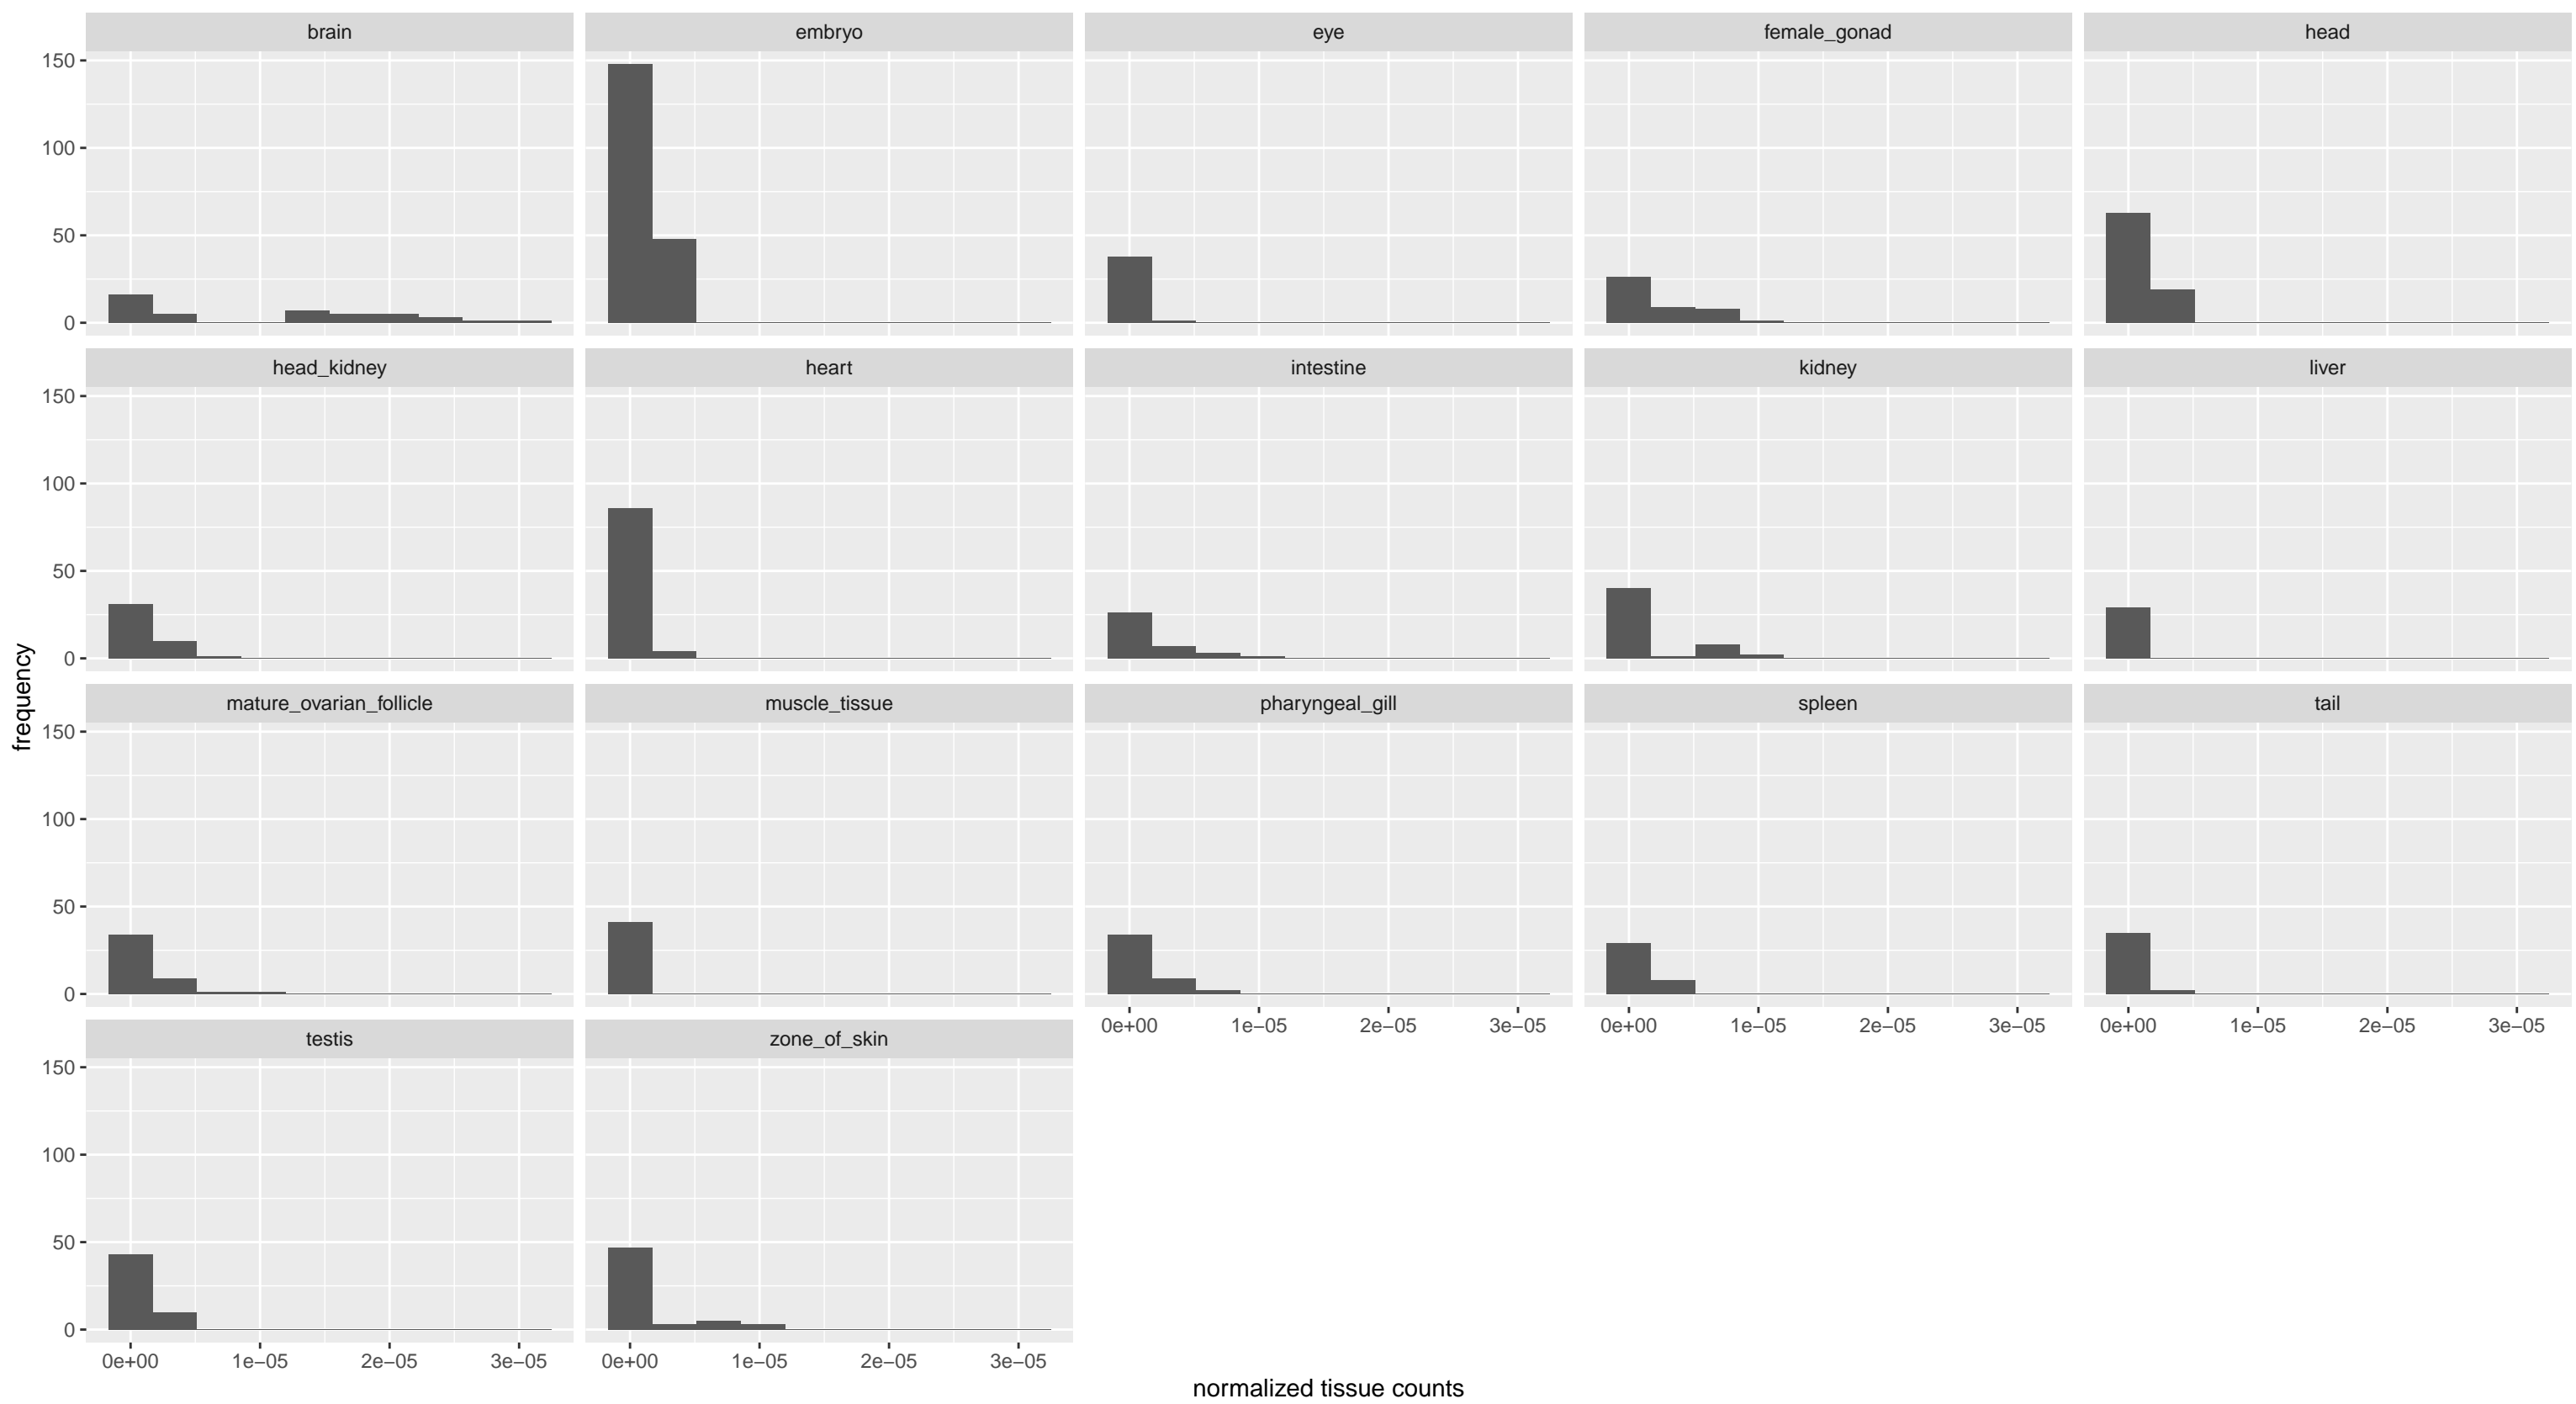 brain embryo eye female_gonad head
150
100
50
0
head_kidney heart intestine kidney liver
150
100
50
0
frequency
mature_ovarian_follicle muscle_tissue pharyngeal_gill spleen tail
150
100
50
0
0e+00 1e−05 2e−05 3e−05 0e+00 1e−05 2e−05 3e−05 0e+00 1e−05 2e−05 3e−05
testis zone_of_skin
150
100
50
0
0e+00 1e−05 2e−05 3e−05 0e+00 1e−05 2e−05 3e−05
normalized tissue counts